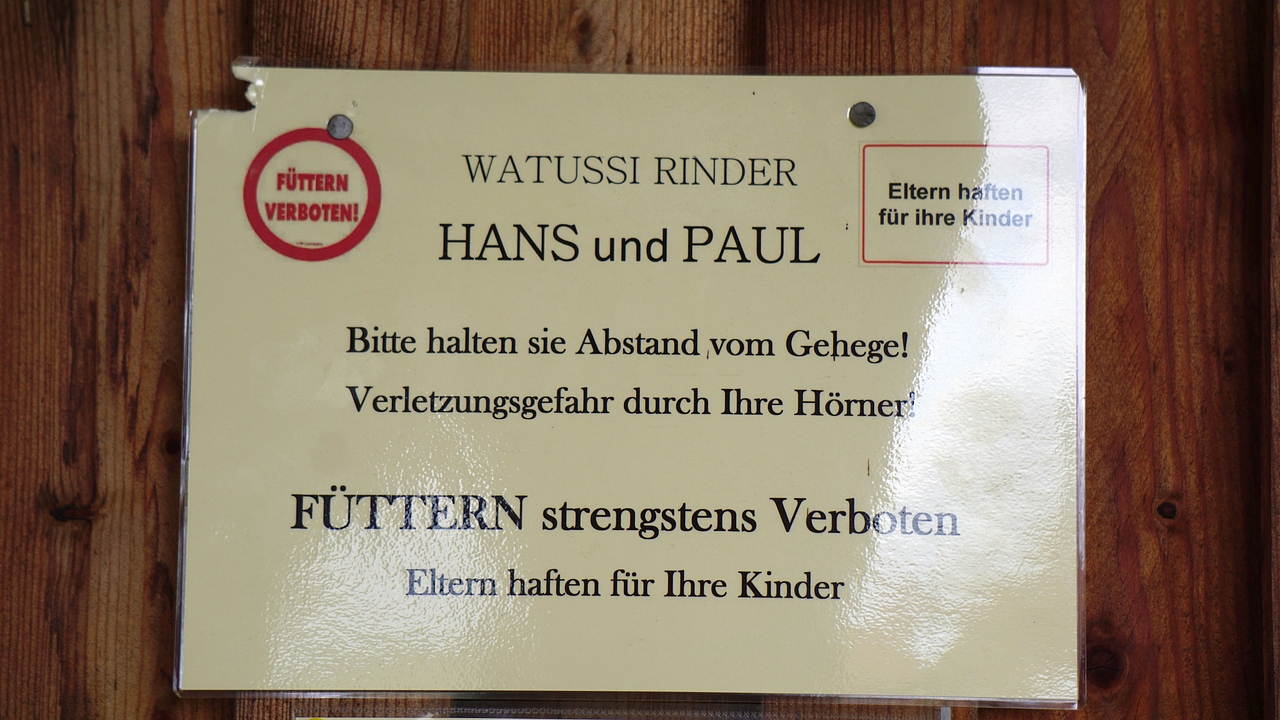 FÜTTERN
VERBOTEN!
WATUSSI RINDER
HANS und PAUL
Eltern haften
für ihre Kinder
Bitte halten sie Abstand vom Gehege!
Verletzungsgefahr durch Ihre Hörner!
FÜTTERN strengstens Verboten
Eltern haften für Ihre Kinder